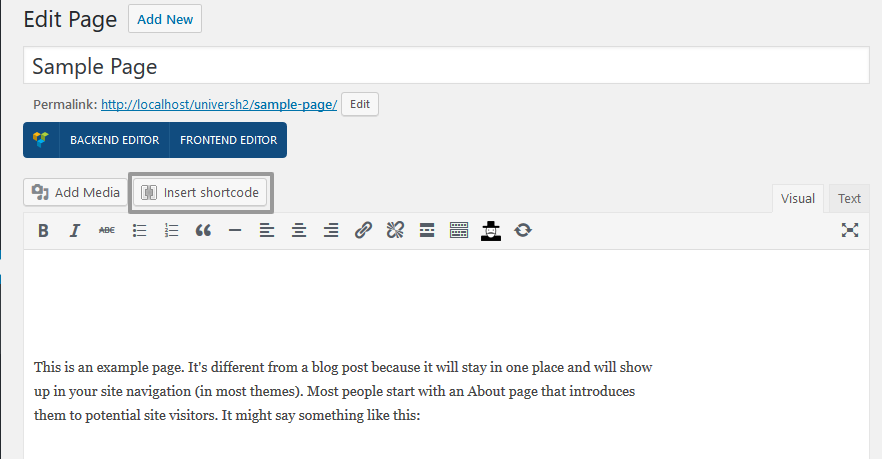 Edit Page Add New
Sample Page
Permalink: http://localhost/universh2/sample-page/ Edit
BACKEND EDITOR FRONTEND EDITOR
Add Media Insert shortcode
Visual Text
B I ABC
This is an example page. It's different from a blog post because it will stay in one place and will show
up in your site navigation (in most themes). Most people start with an About page that introduces
them to potential site visitors. It might say something like this: